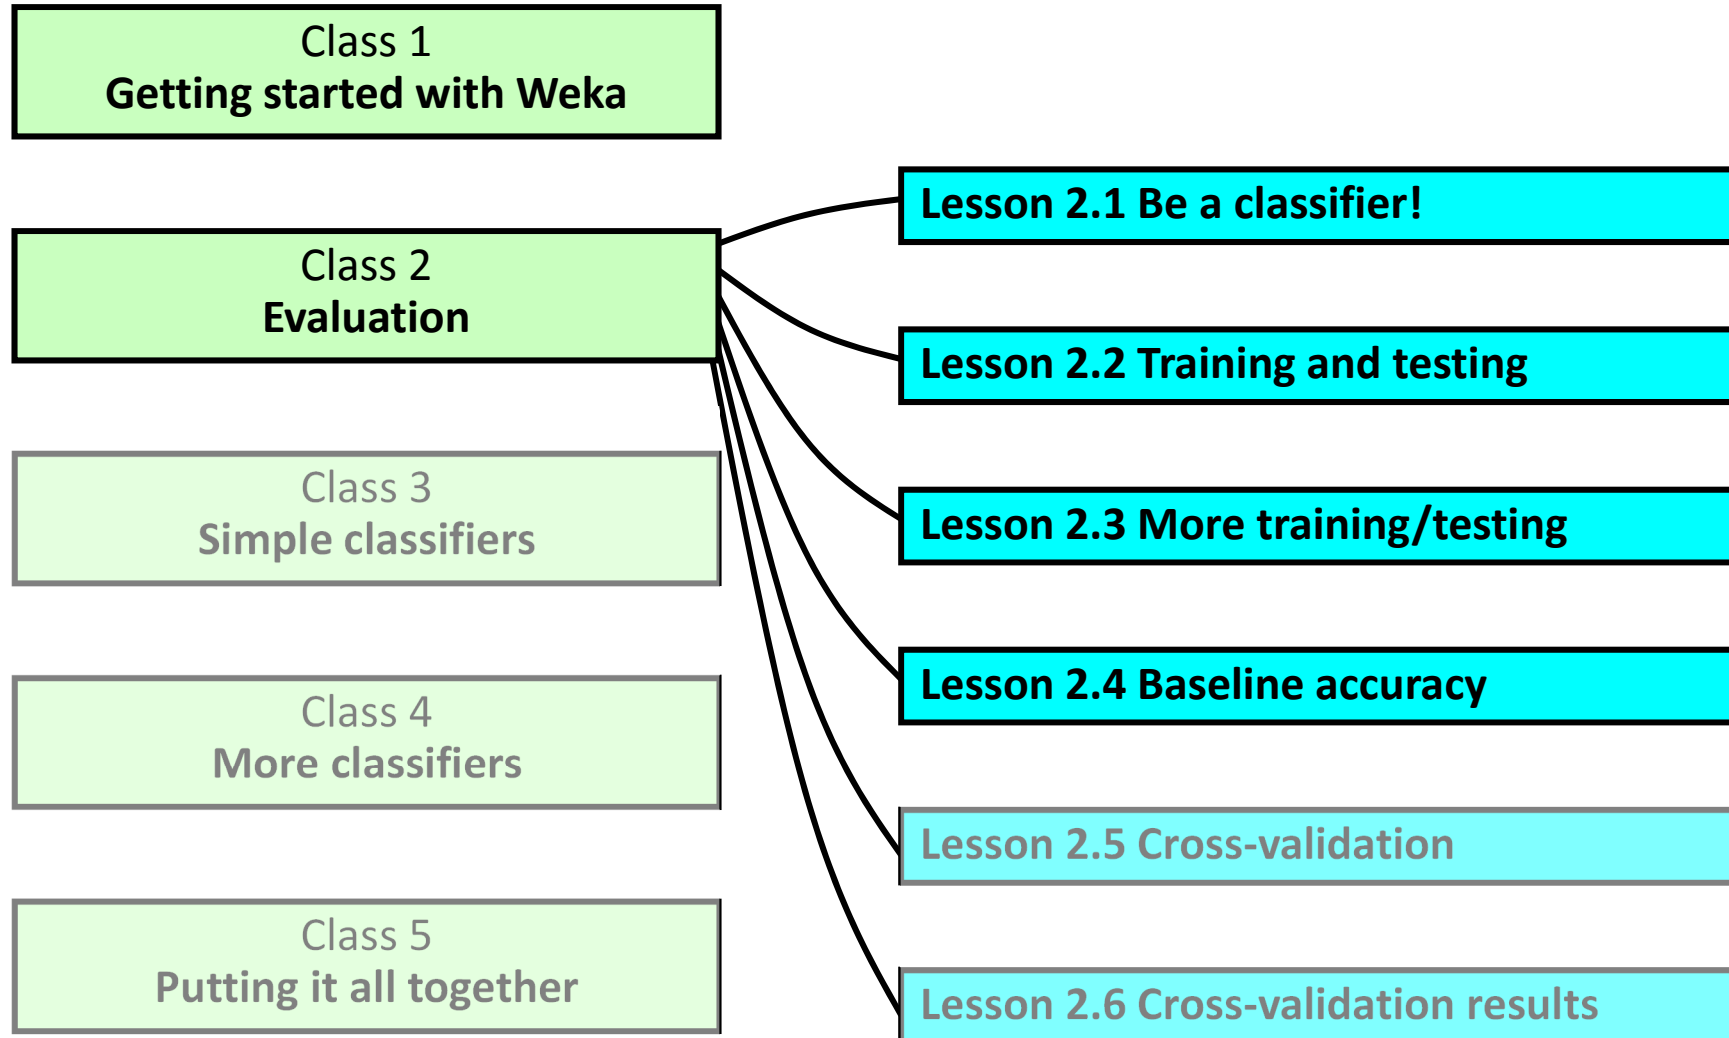 Class 1
Getting started with Weka
Class 2
Evaluation
Class 3
Simple classifiers
Class 4
More classifiers
Class 5
Putting it all together
Lesson 2.1 Be a classifier!
Lesson 2.2 Training and testing
Lesson 2.3 More training/testing
Lesson 2.4 Baseline accuracy
Lesson 2.5 Cross-validation
Lesson 2.6 Cross-validation results